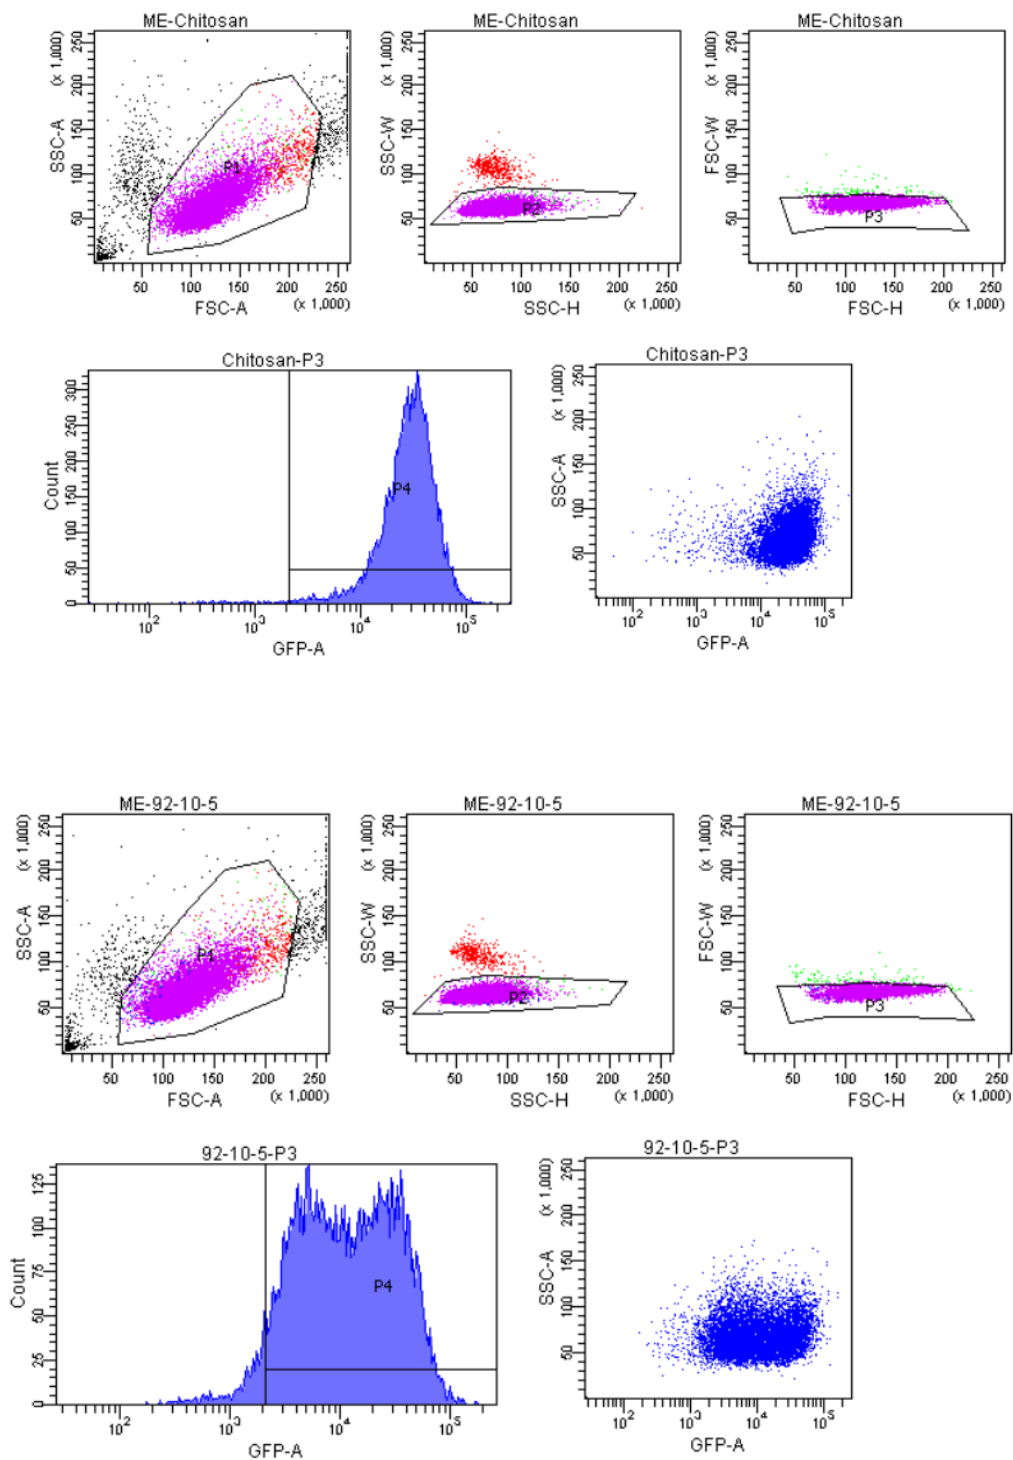 ME-Chitosan
ME-Chitosan
ME-Chitosan
(x 1,000)
SSC-A
50 100 150 200 250
P1
50 100 150 200 250
FSC-A (x 1,000)
(x 1,000)
SSC-W
50 100 150 200 250
P2
50 100 150 200 250
SSC-H (x 1,000)
(x 1,000)
FSC-W
50 100 150 200 250
P3
50 100 150 200 250
FSC-H (x 1,000)
Chitosan-P3
Count
0 50 100 150 200 250 300
P4
10² 10³ 10⁴ 10⁵
GFP-A
Chitosan-P3
(x 1,000)
SSC-A
50 100 150 200 250
10² 10³ 10⁴ 10⁵
GFP-A
ME-92-10-5
ME-92-10-5
ME-92-10-5
(x 1,000)
SSC-A
50 100 150 200 250
P1
50 100 150 200 250
FSC-A (x 1,000)
(x 1,000)
SSC-W
50 100 150 200 250
P2
50 100 150 200 250
SSC-H (x 1,000)
(x 1,000)
FSC-W
50 100 150 200 250
P3
50 100 150 200 250
FSC-H (x 1,000)
92-10-5-P3
Count
0 25 50 75 100 125
P4
10² 10³ 10⁴ 10⁵
GFP-A
92-10-5-P3
(x 1,000)
SSC-A
50 100 150 200 250
10² 10³ 10⁴ 10⁵
GFP-A